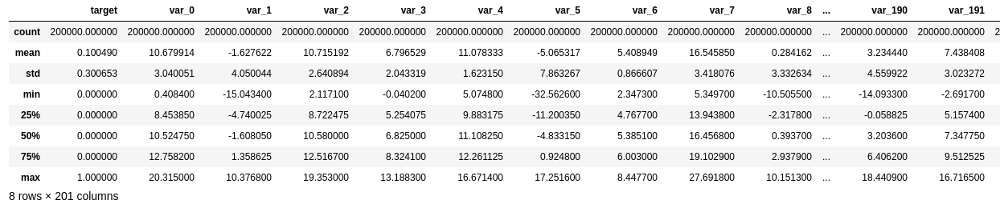 target var_0 var_1 var_2 var_3 var_4 var_5 var_6 var_7 var_8 ... var_190 var_191
count 200000.000000 200000.000000 200000.000000 200000.000000 200000.000000 200000.000000 200000.000000 200000.000000 200000.000000 200000.000000 ... 200000.000000 200000.000000 2
mean 0.100490 10.679914 -1.627622 10.715192 6.796529 11.078333 -5.065317 5.408949 16.545850 0.284162 ... 3.234440 7.438408
std 0.300653 3.040051 4.050044 2.640894 2.043319 1.623150 7.863267 0.866607 3.418076 3.332634 ... 4.559922 3.023272
min 0.000000 0.408400 -15.043400 2.117100 -0.040200 5.074800 -32.562600 2.347300 5.349700 -10.505500 ... -14.093300 -2.691700
25% 0.000000 8.453850 -4.740025 8.722475 5.254075 9.883175 -11.200350 4.767700 13.943800 -2.317800 ... -0.058825 5.157400
50% 0.000000 10.524750 -1.608050 10.580000 6.825000 11.108250 -4.833150 5.385100 16.456800 0.393700 ... 3.203600 7.347750
75% 0.000000 12.758200 1.358625 12.516700 8.324100 12.261125 0.924800 6.003000 19.102900 2.937900 ... 6.406200 9.512525
max 1.000000 20.315000 10.376800 19.353000 13.188300 16.671400 17.251600 8.447700 27.691800 10.151300 ... 18.440900 16.716500
8 rows × 201 columns